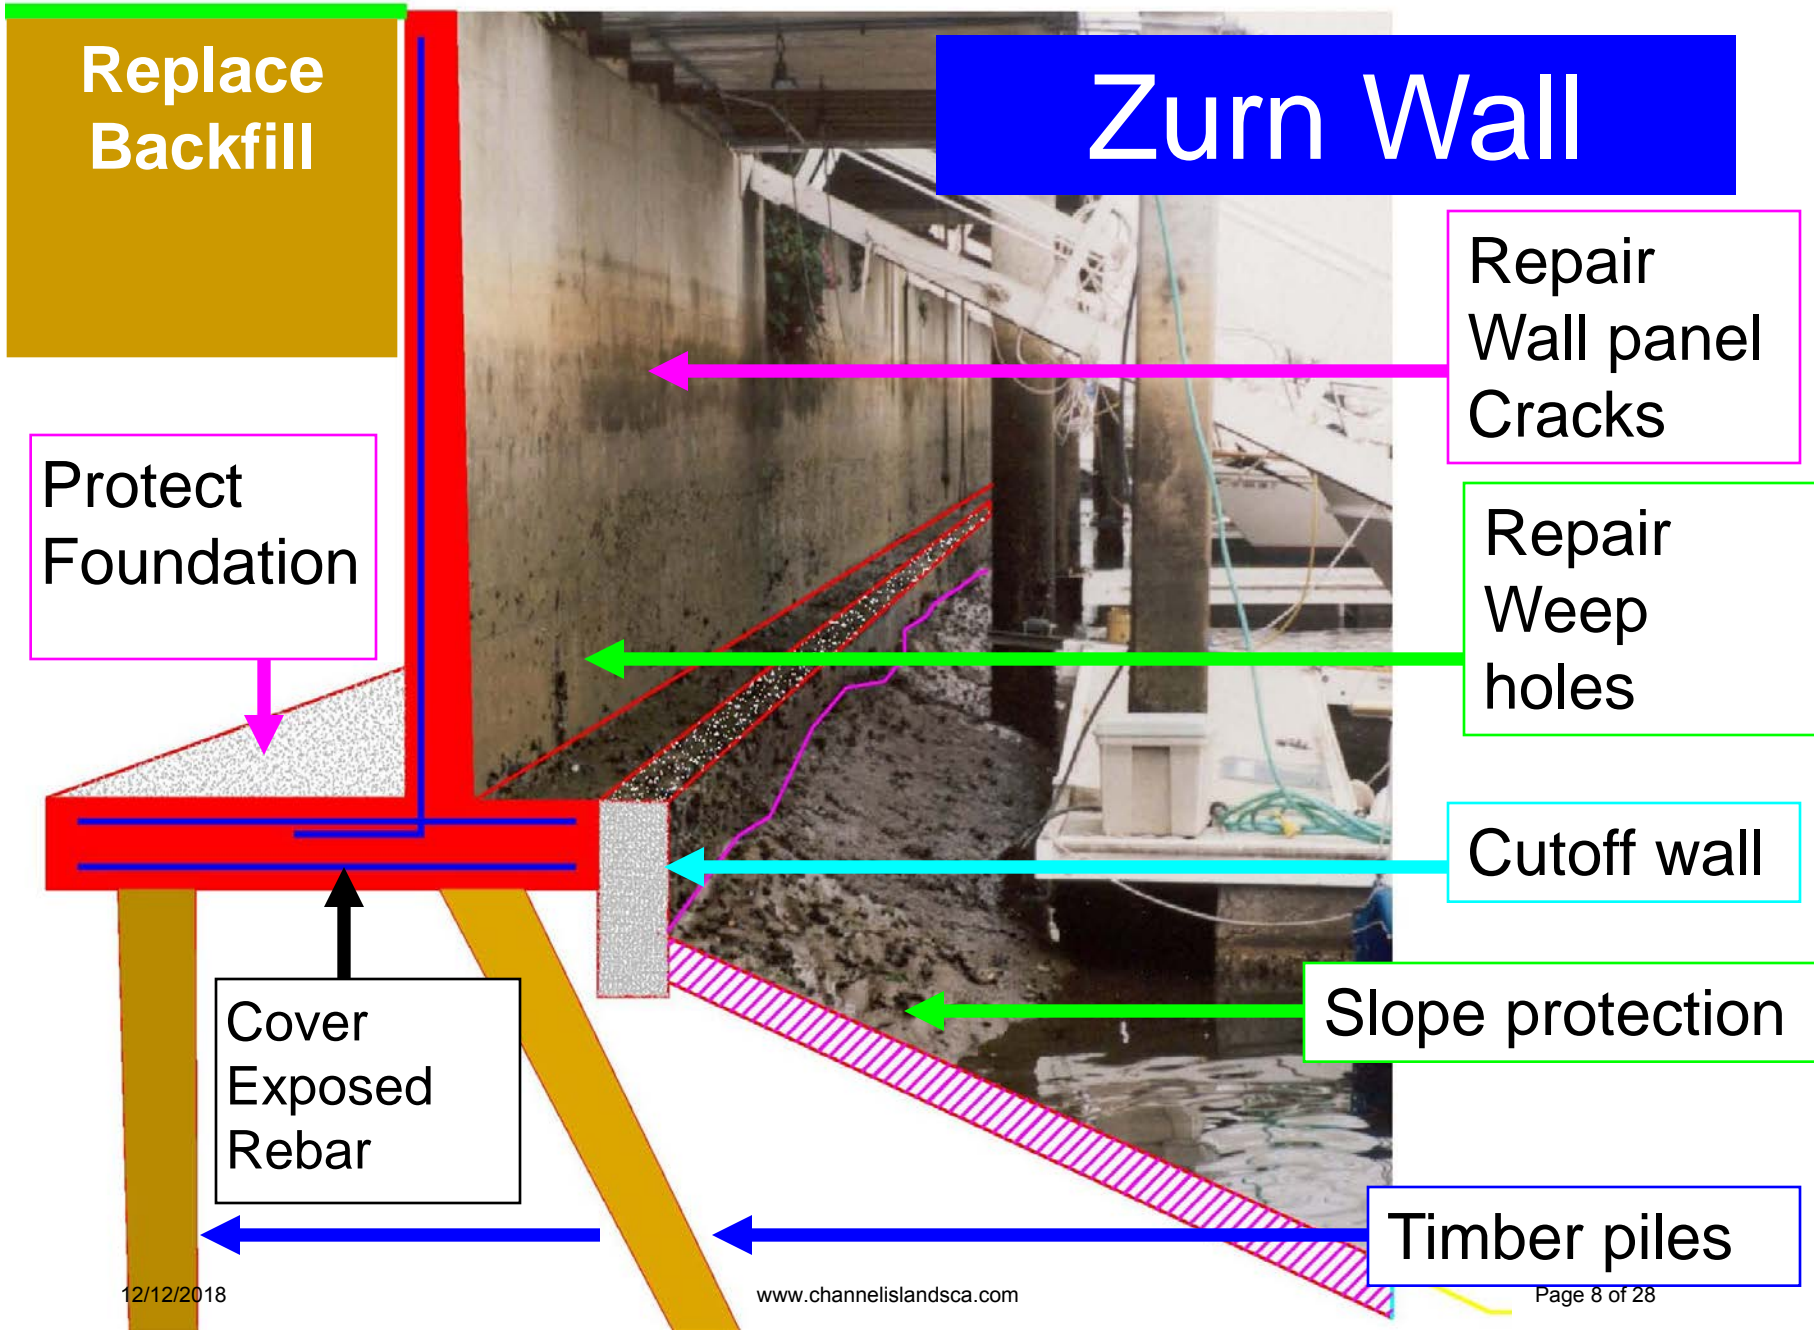 Replace
Backfill
Zurn Wall
Repair
Wall panel
Cracks
Protect
Foundation
Repair
Weep
holes
Cutoff wall
Slope protection
Cover
Exposed
Rebar
Timber piles
12/12/2018
www.channelislandsca.com
Page 8 of 28